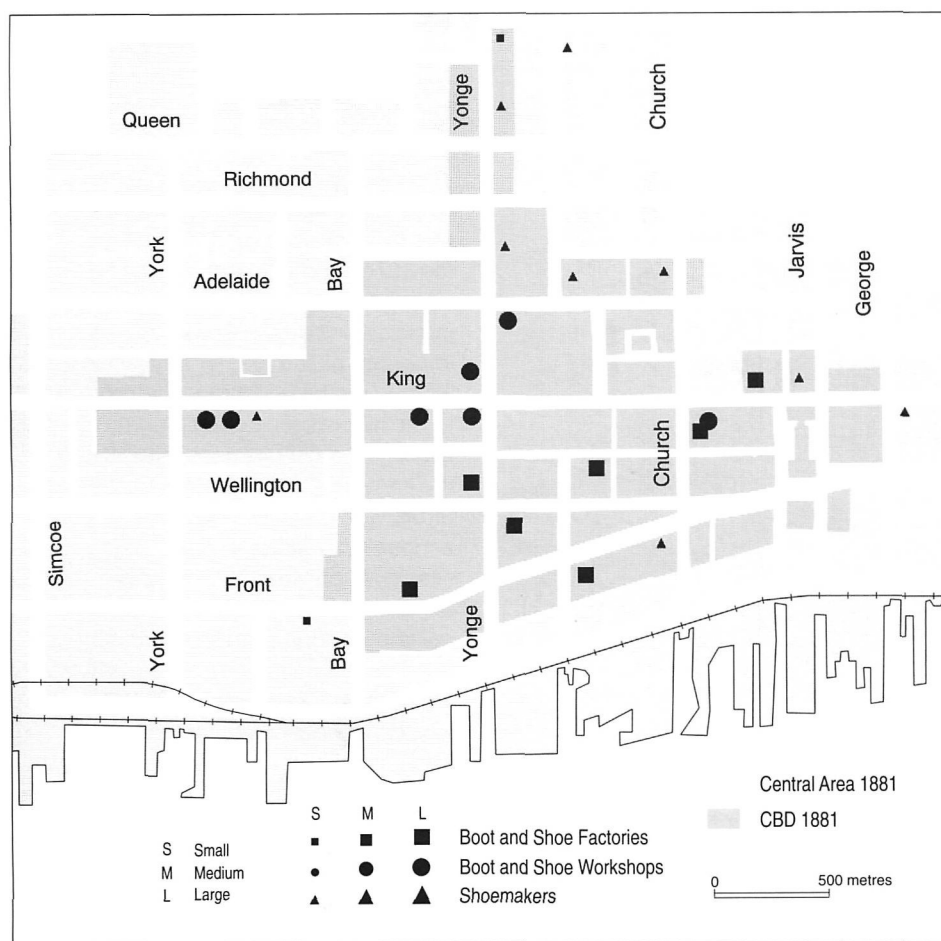 Queen
Yonge
Church
Richmond
York
Adelaide
Bay
Jarvis
George
King
Wellington
Church
Simcoe
Front
York
Bay
Yonge
Central Area 1881
CBD 1881
S M L
S Small
M Medium
L Large
Boot and Shoe Factories
Boot and Shoe Workshops
Shoemakers
0 500 metres